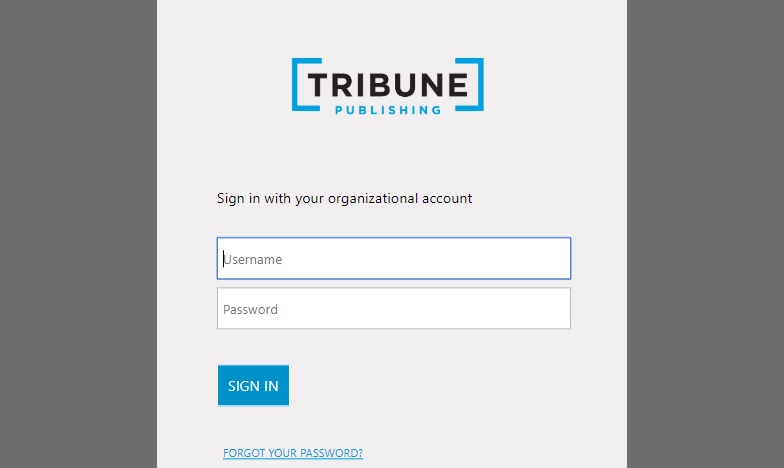 TRIBUNE
PUBLISHING
Sign in with your organizational account
Username
Password
SIGN IN
FORGOT YOUR PASSWORD?